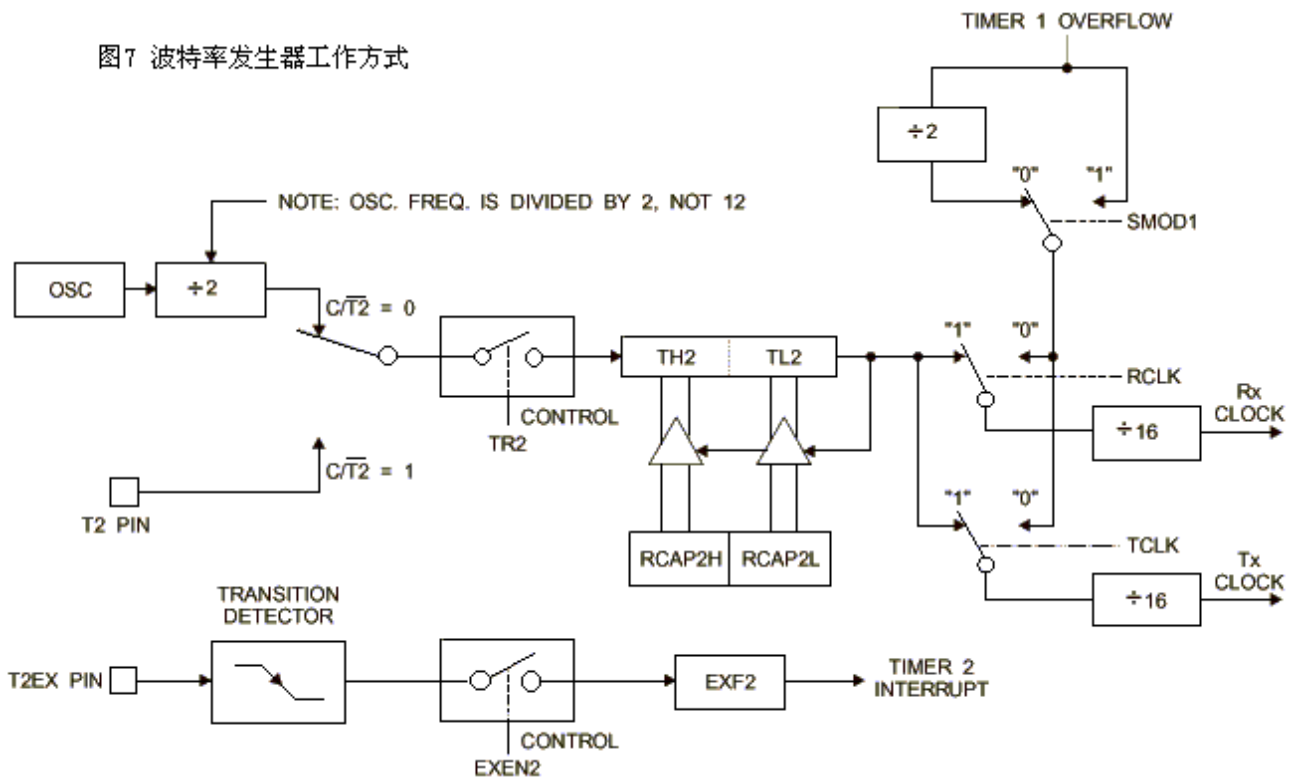 TIMER 1 OVERFLOW
图7 波特率发生器工作方式
÷2
"0" "1"
NOTE: OSC. FREQ. IS DIVIDED BY 2, NOT 12
SMOD1
OSC
÷2
C/T̅2̅ = 0
TH2 TL2
"1" "0"
RCLK
CONTROL
TR2
Rx
CLOCK
÷16
C/T̅2̅ = 1
T2 PIN
"1" "0"
RCAP2H RCAP2L
TCLK
Tx
CLOCK
÷16
TRANSITION
DETECTOR
T2EX PIN
EXF2
TIMER 2
INTERRUPT
CONTROL
EXEN2